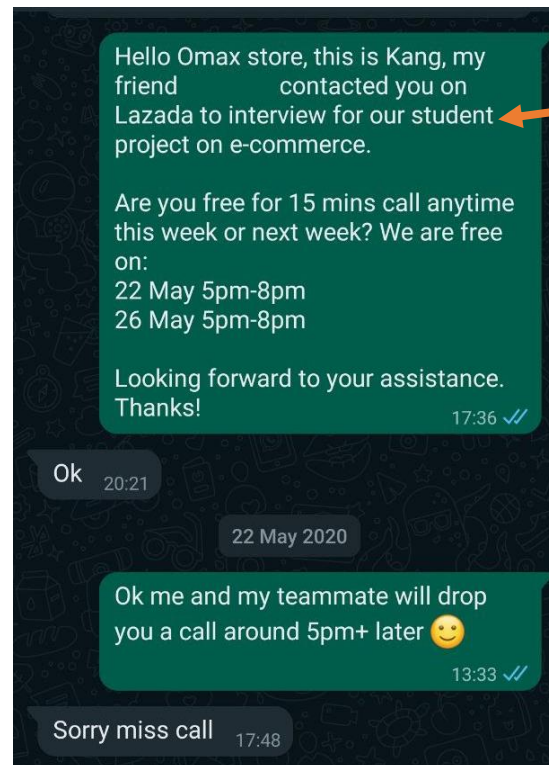 Hello Omax store, this is Kang, my
friend contacted you on
Lazada to interview for our student
project on e-commerce.
Are you free for 15 mins call anytime
this week or next week? We are free
on:
22 May 5pm-8pm
26 May 5pm-8pm
Looking forward to your assistance.
Thanks!
17:36
Ok
20:21
22 May 2020
Ok me and my teammate will drop
you a call around 5pm+ later 🙂
13:33
Sorry miss call
17:48